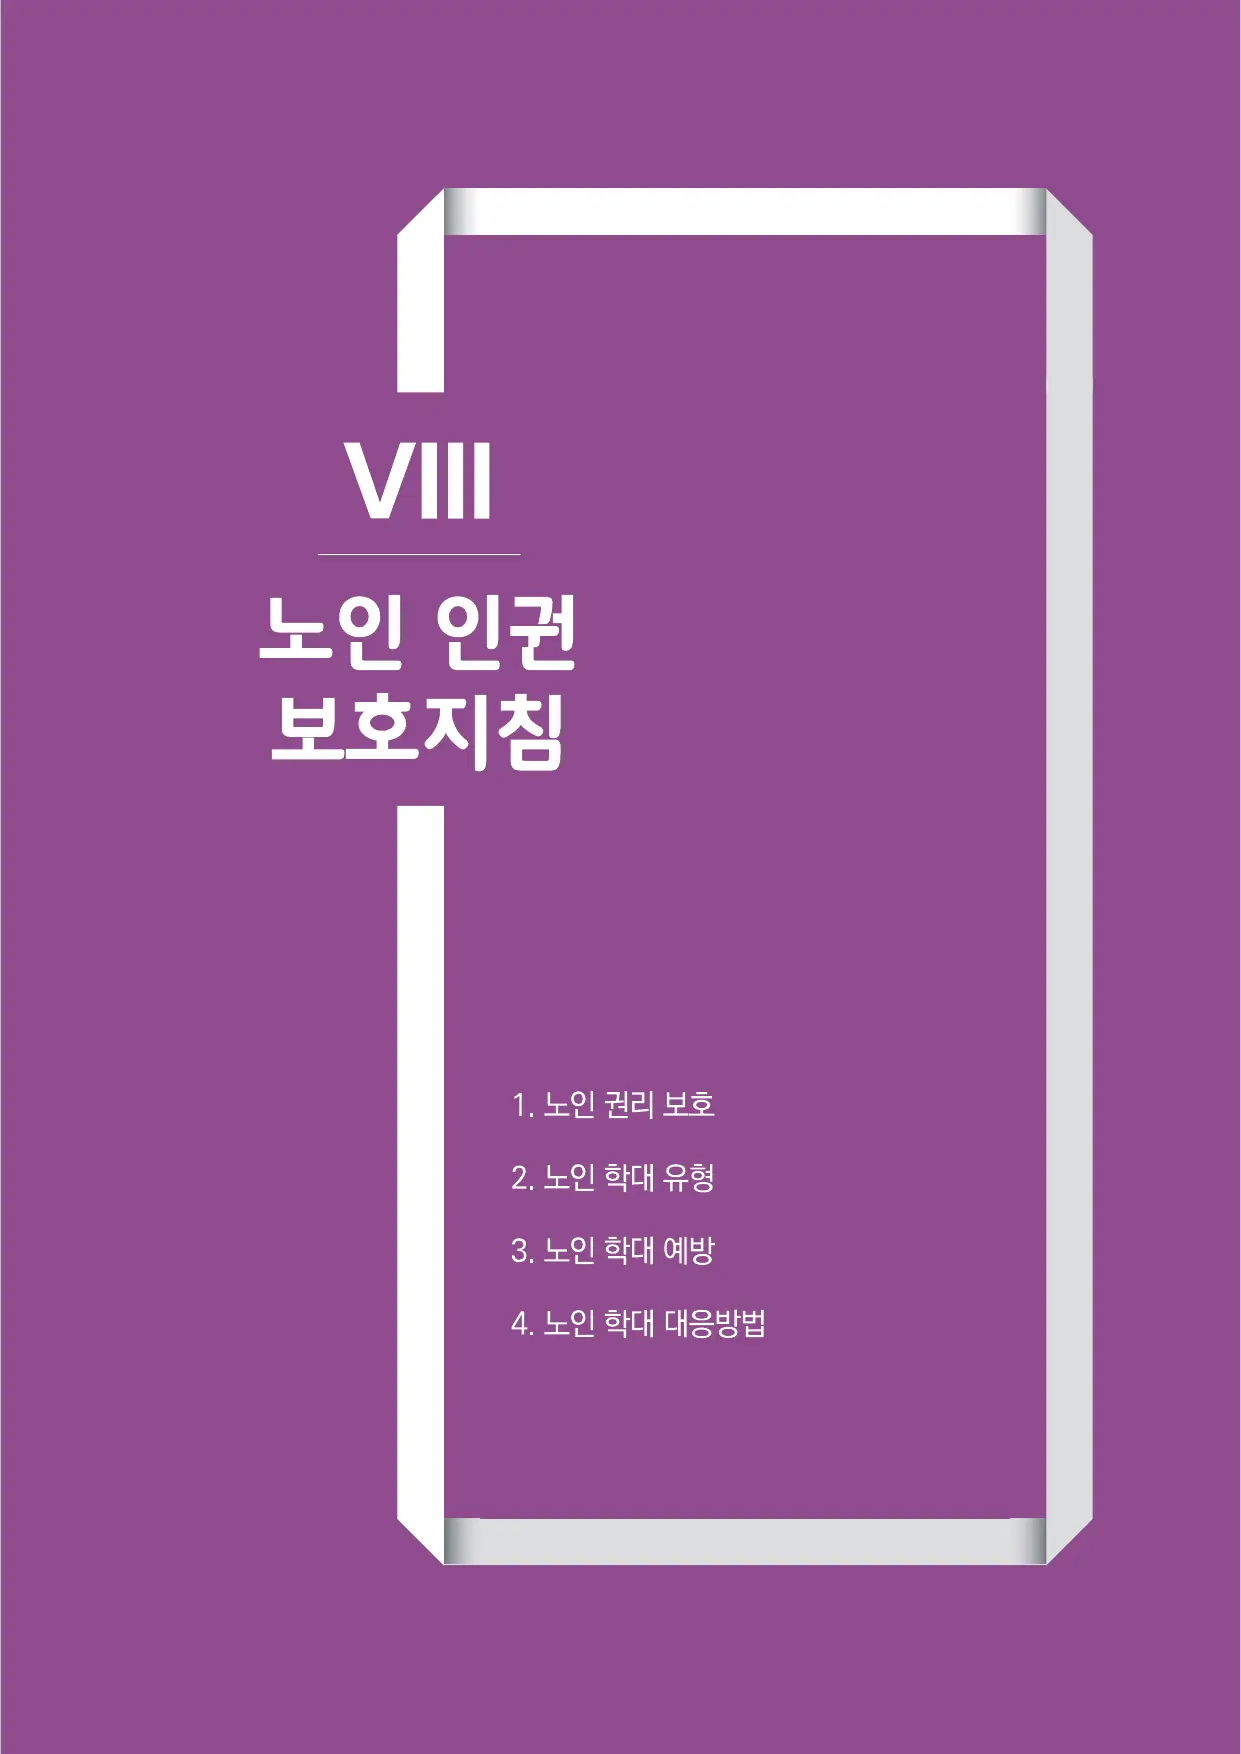 VIII
노인 인권
보호지침
1. 노인 권리 보호
2. 노인 학대 유형
3. 노인 학대 예방
4. 노인 학대 대응방법